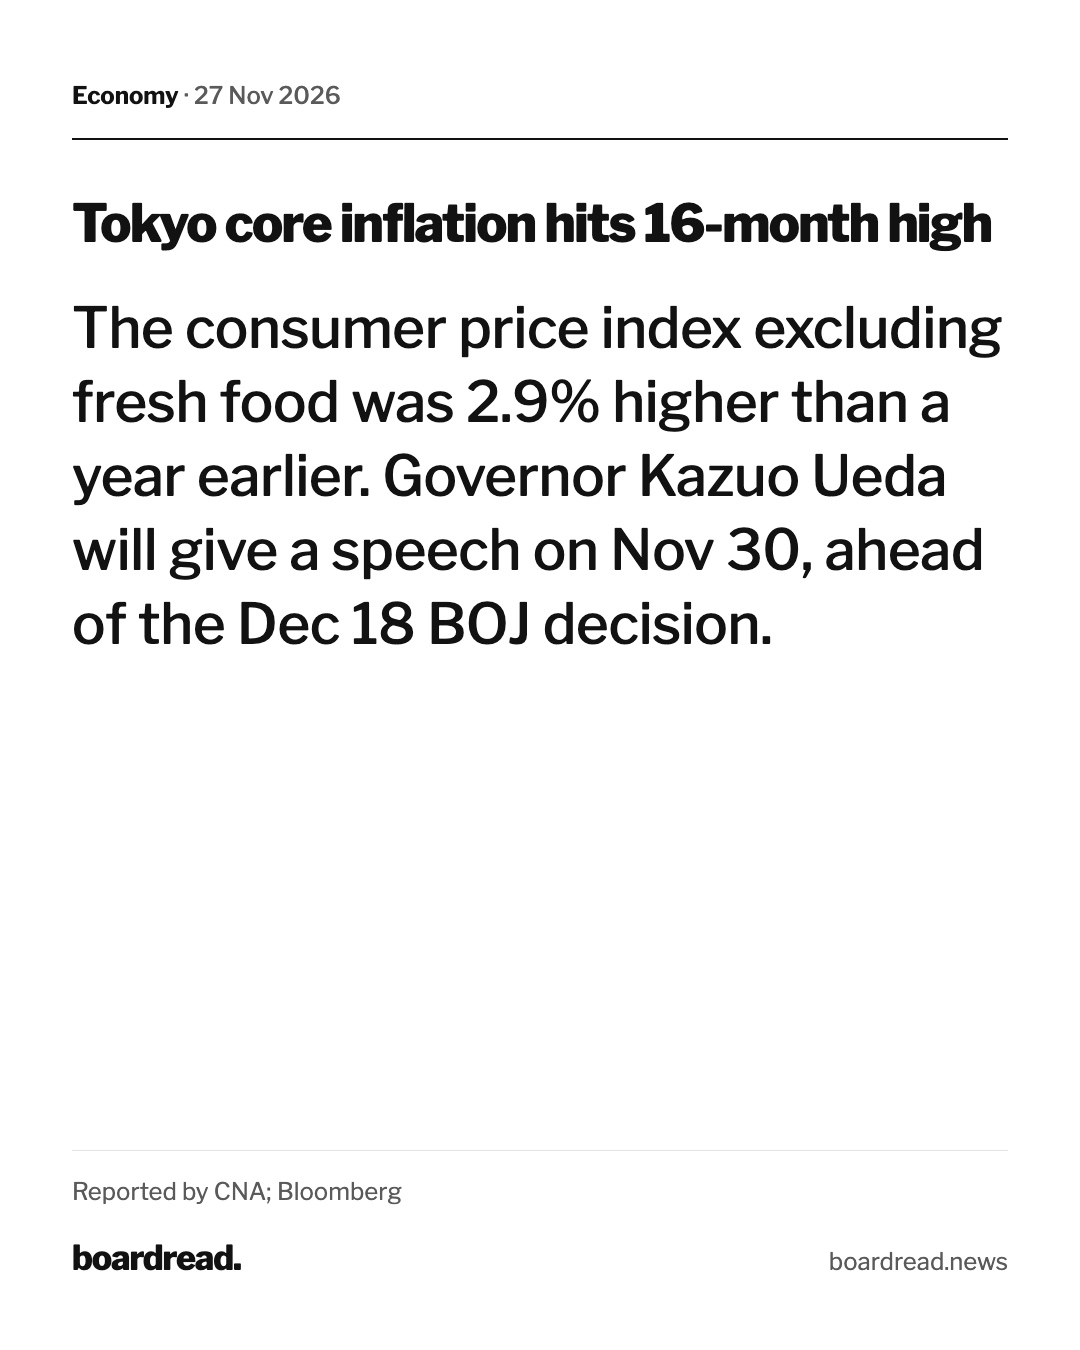 Economy · 27 Nov 2026
Tokyo core inflation hits 16-month high
The consumer price index excluding
fresh food was 2.9% higher than a
year earlier. Governor Kazuo Ueda
will give a speech on Nov 30, ahead
of the Dec 18 BOJ decision.
Reported by CNA; Bloomberg
boardread.
boardread.news